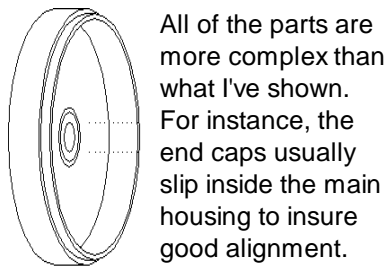 All of the parts are
more complex than
what I've shown.
For instance, the
end caps usually
slip inside the main
housing to insure
good alignment.